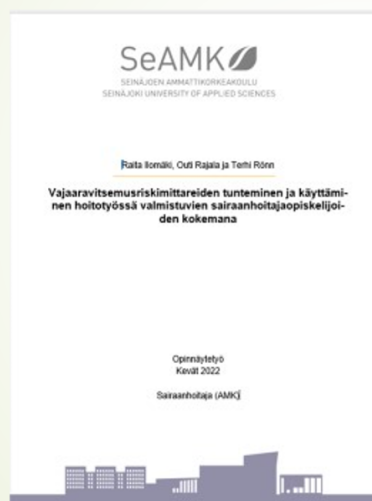 SeAMK
SEINÄJOEN AMMATTIKORKEAKOULU
SEINÄJOKI UNIVERSITY OF APPLIED SCIENCES
Raita Ilomäki, Outi Rajala ja Terhi Rönn
Vajaaravitsemusriskimittareiden tunteminen ja käyttämi-
nen hoitotyössä valmistuvien sairaanhoitajaopiskelijoi-
den kokemana
Opinnäytetyö
Kevät 2022
Sairaanhoitaja (AMK)